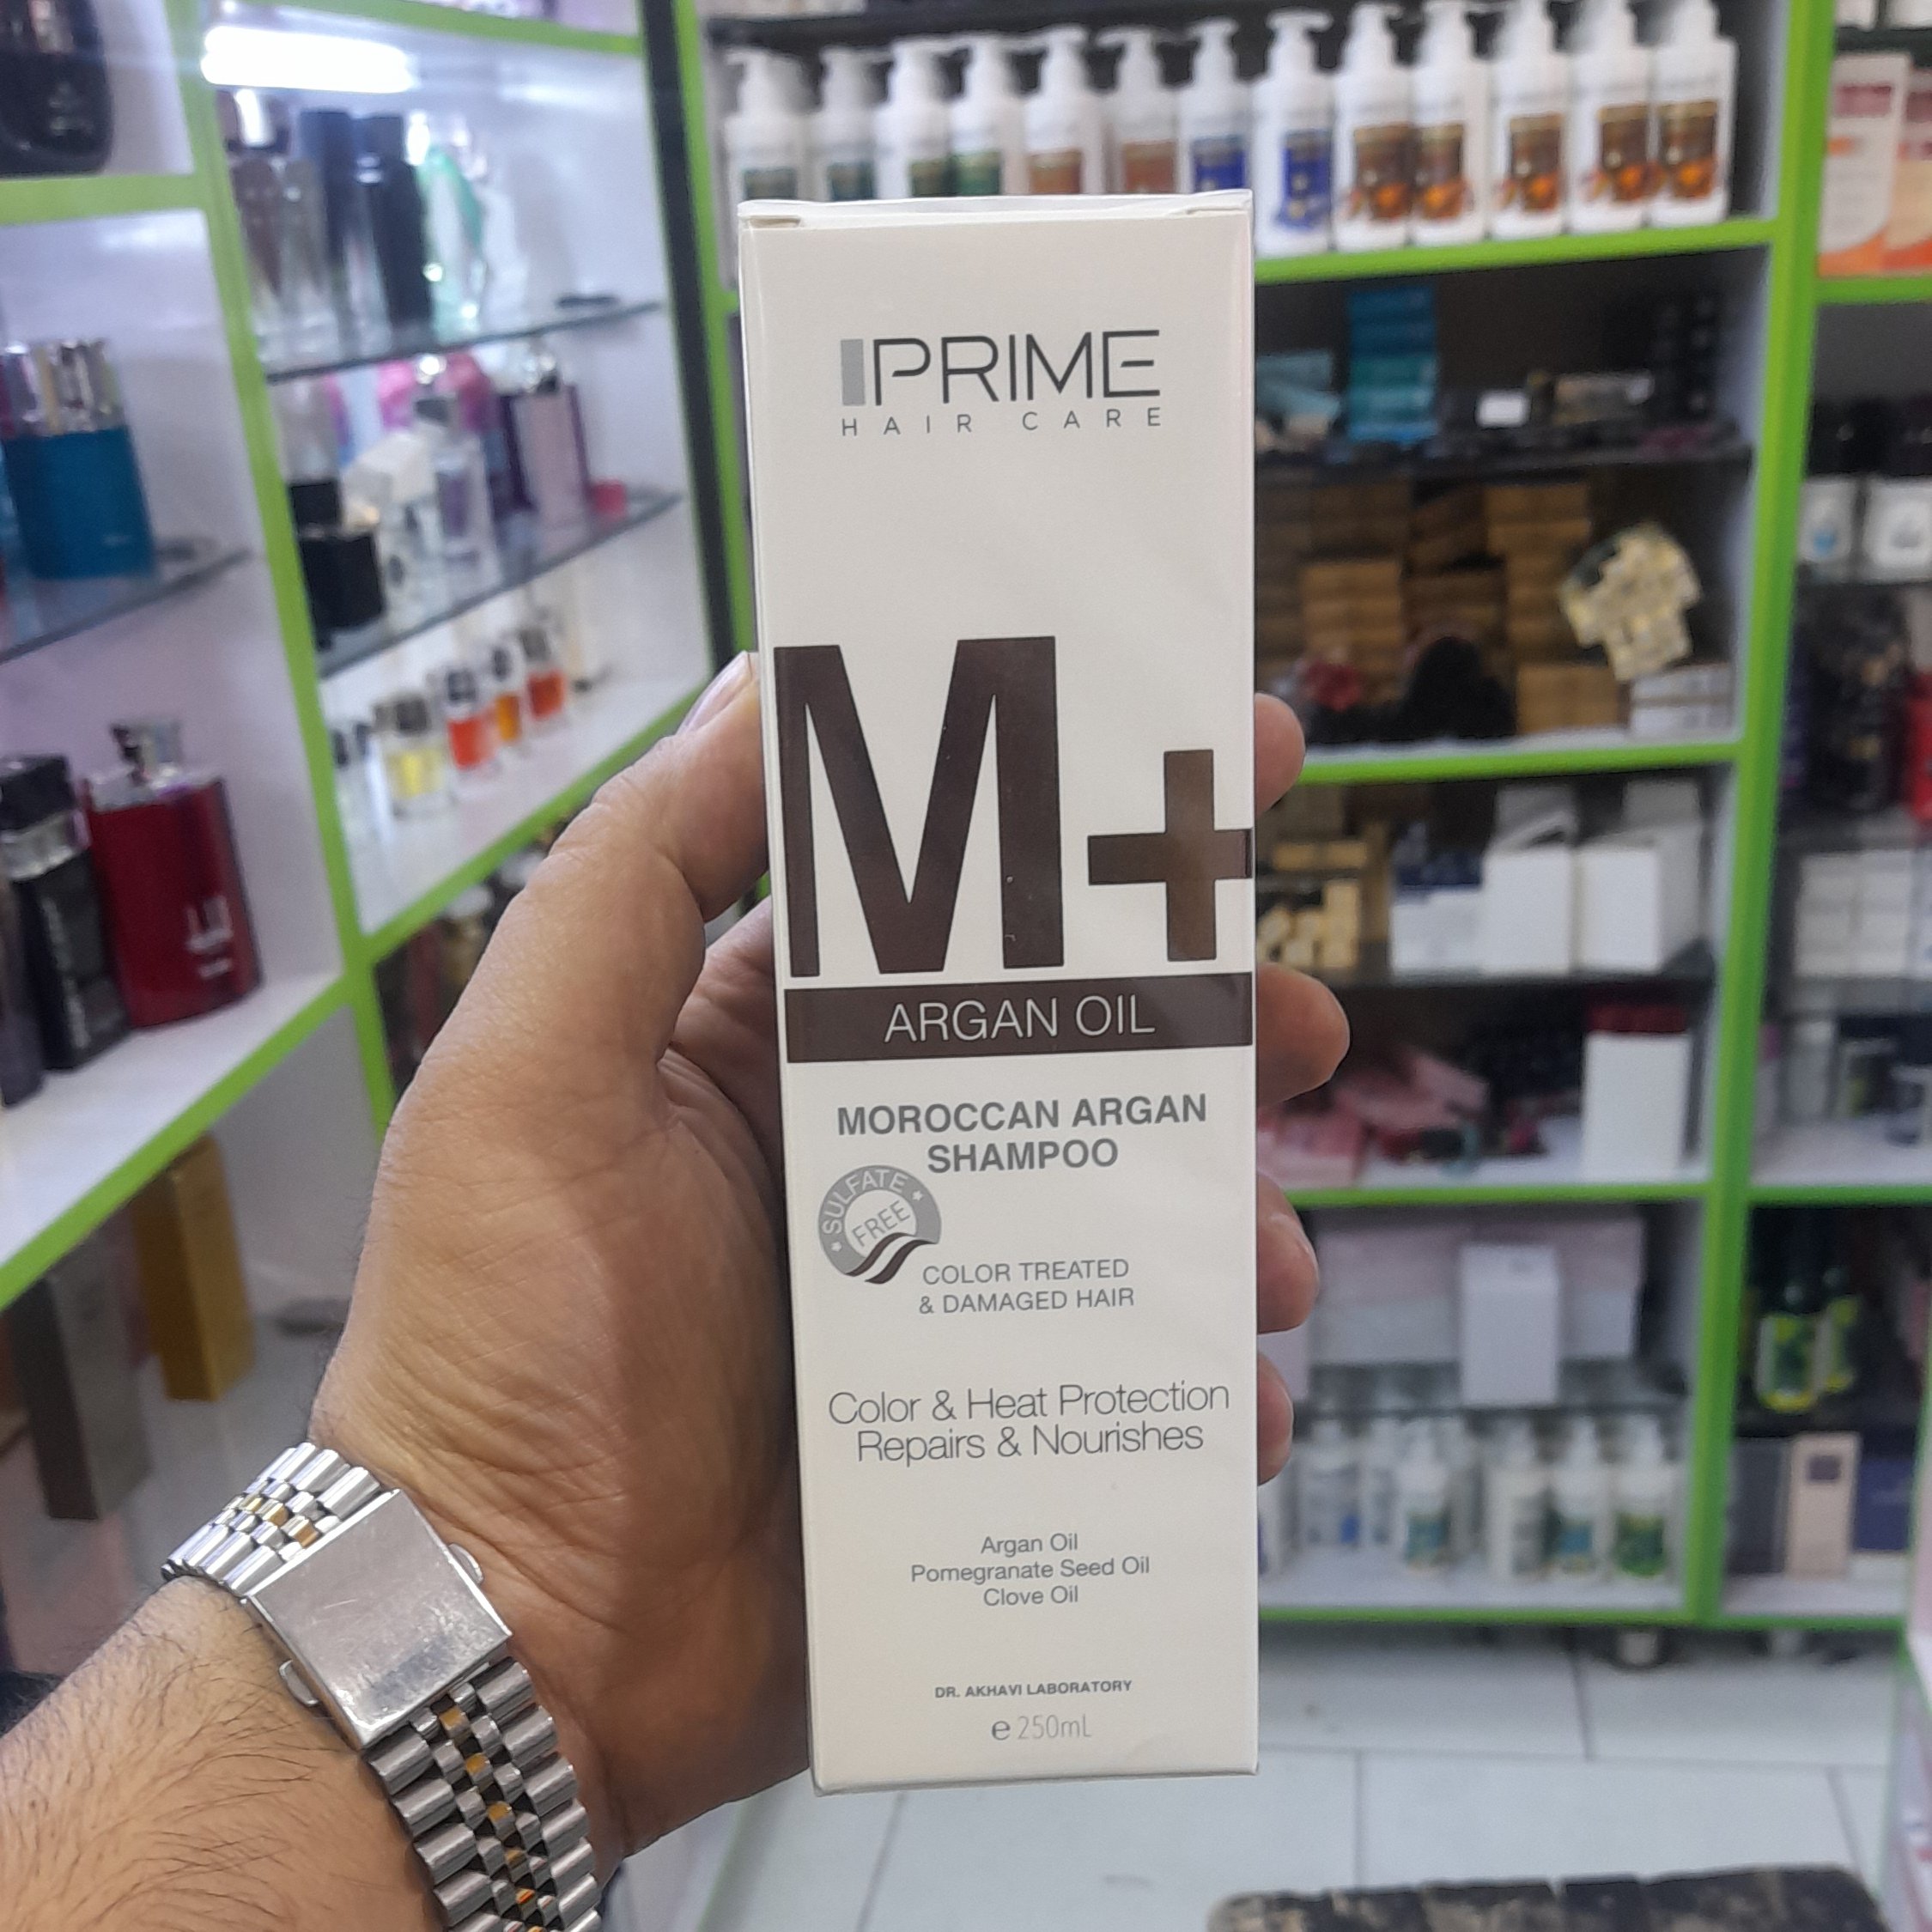 PRIME
HAIR CARE
M+
ARGAN OIL
MOROCCAN ARGAN
SHAMPOO
SULFATE
FREE
COLOR TREATED
& DAMAGED HAIR
Color & Heat Protection
Repairs & Nourishes
Argan Oil
Pomegranate Seed Oil
Clove Oil
DR. AKHAVI LABORATORY
e 250mL